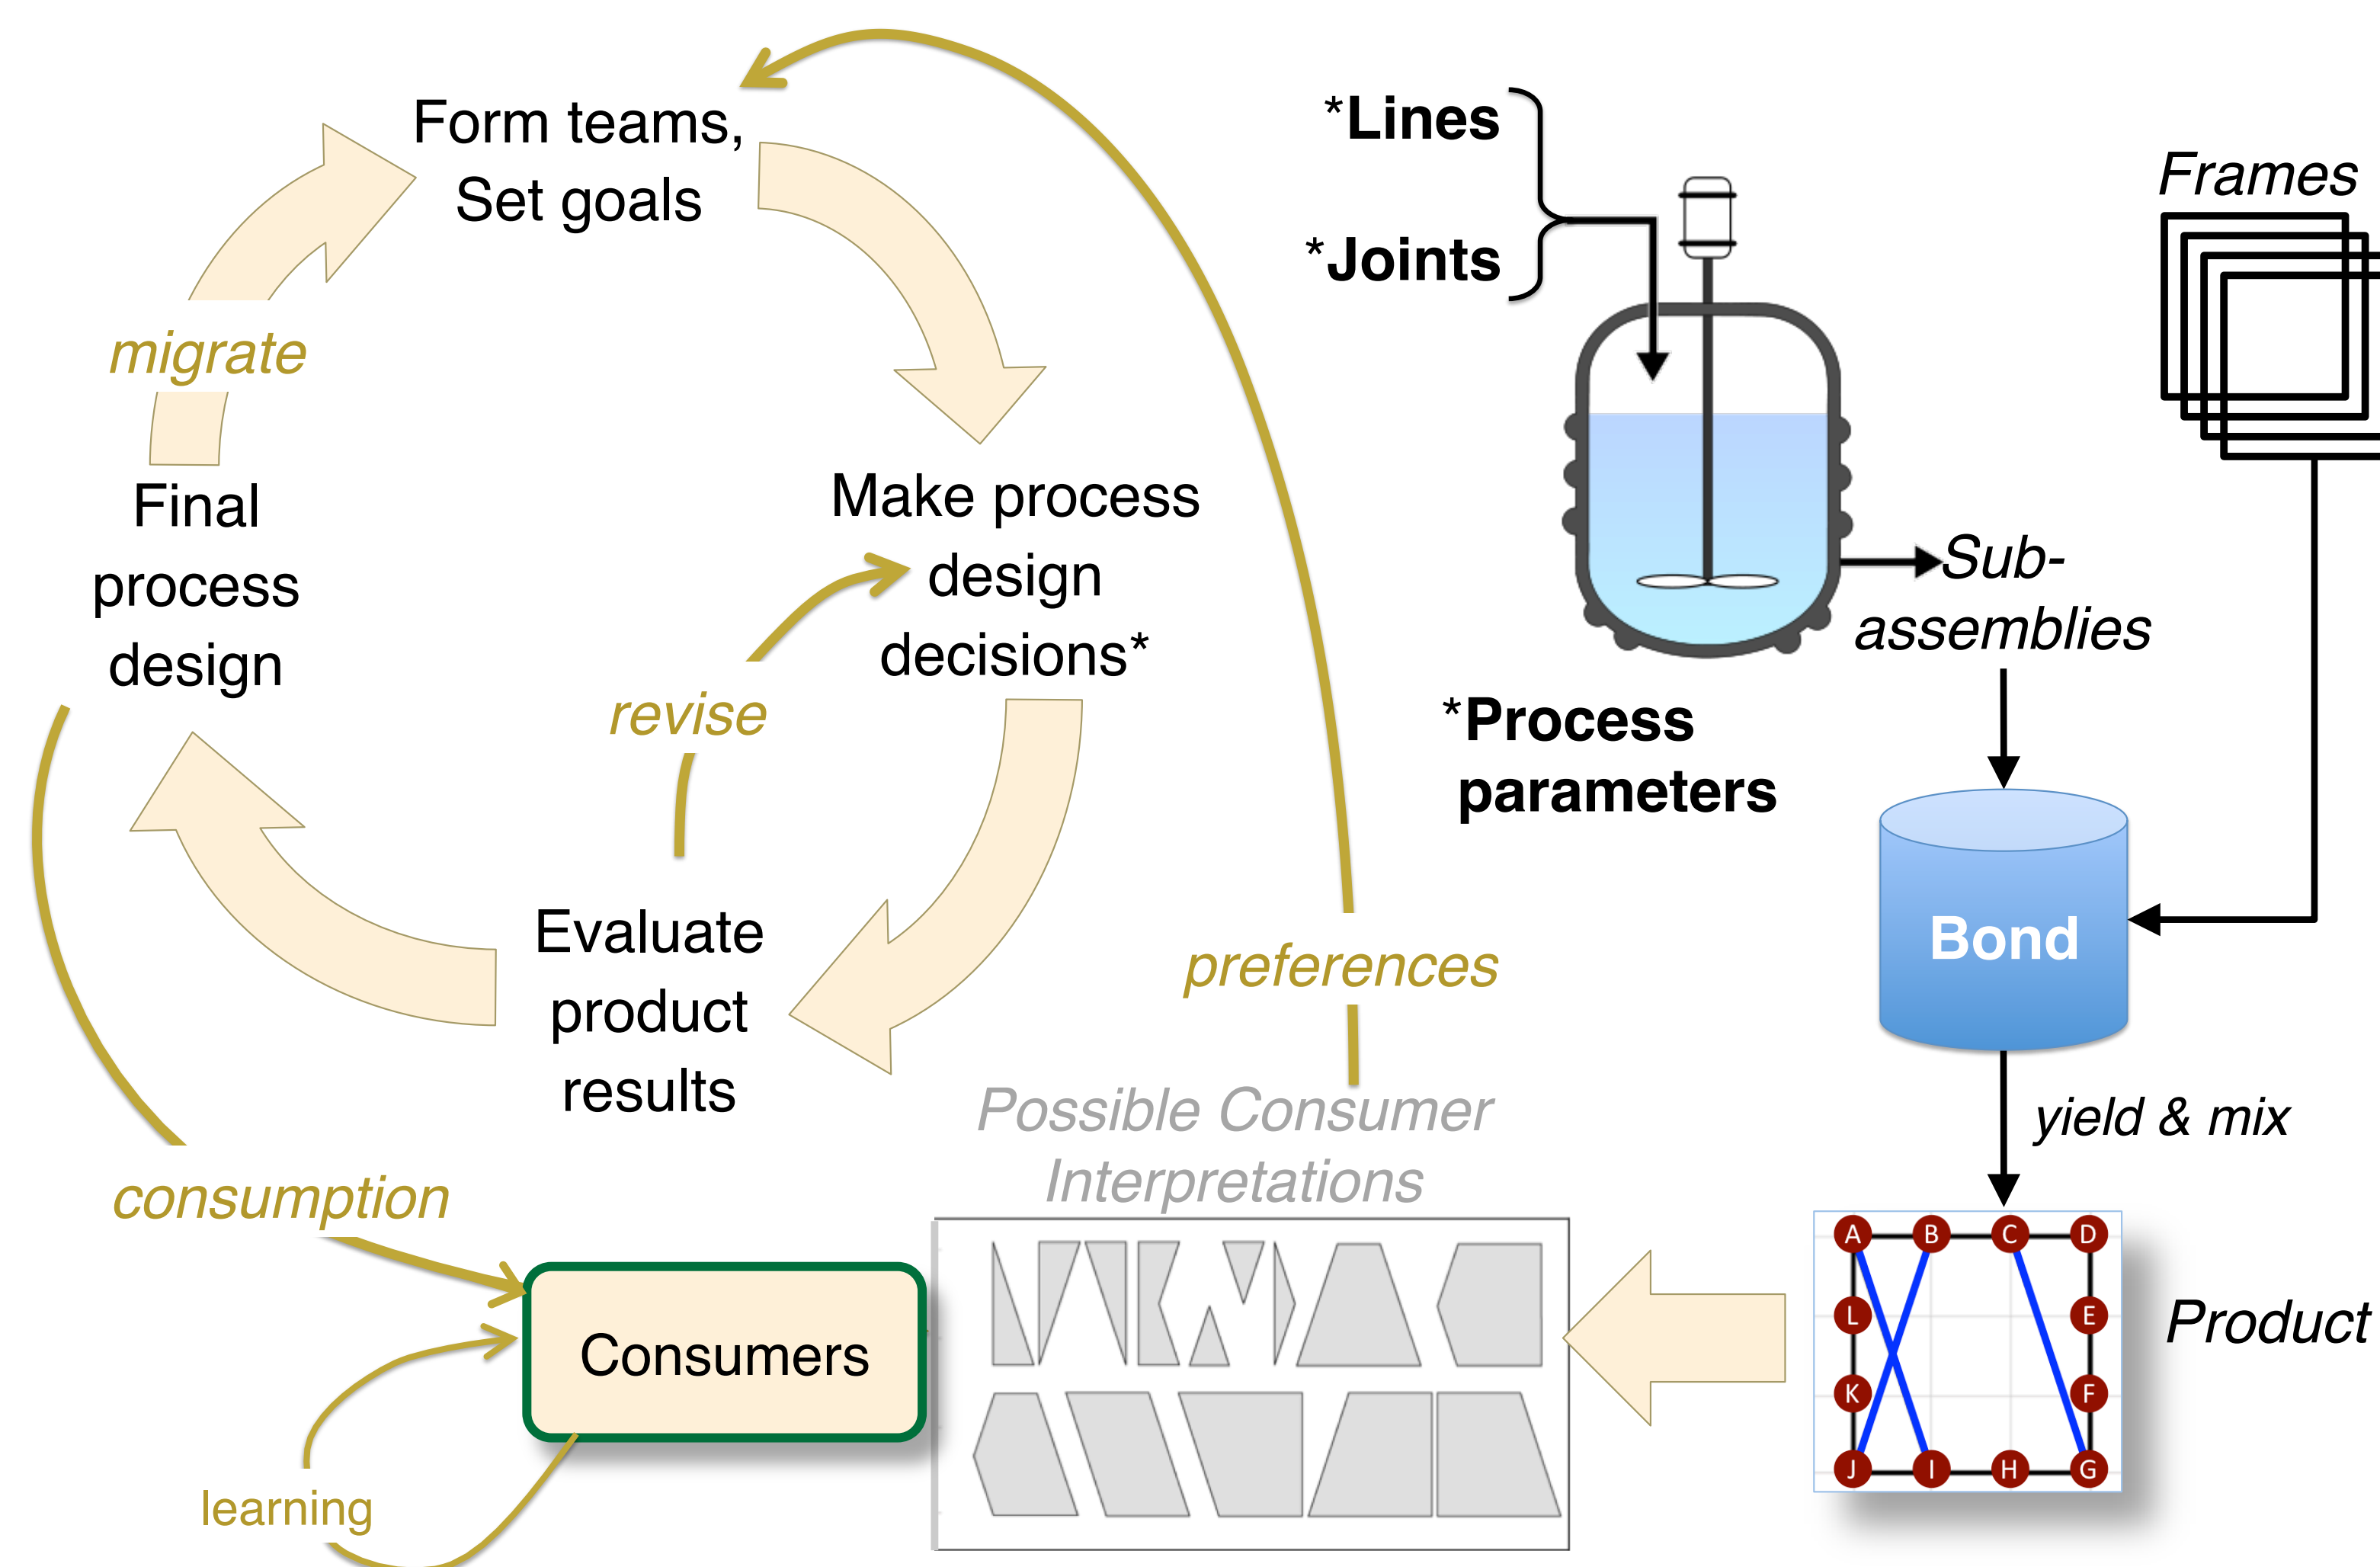 Form teams,
Set goals
migrate
Final
process
design
Make process
design
decisions*
revise
Evaluate
product
results
preferences
consumption
Consumers
learning
Possible Consumer
Interpretations
*Lines
*Joints
*Process
parameters
Frames
Sub-
assemblies
Bond
yield & mix
Product
A B C D
L E
K F
J I H G